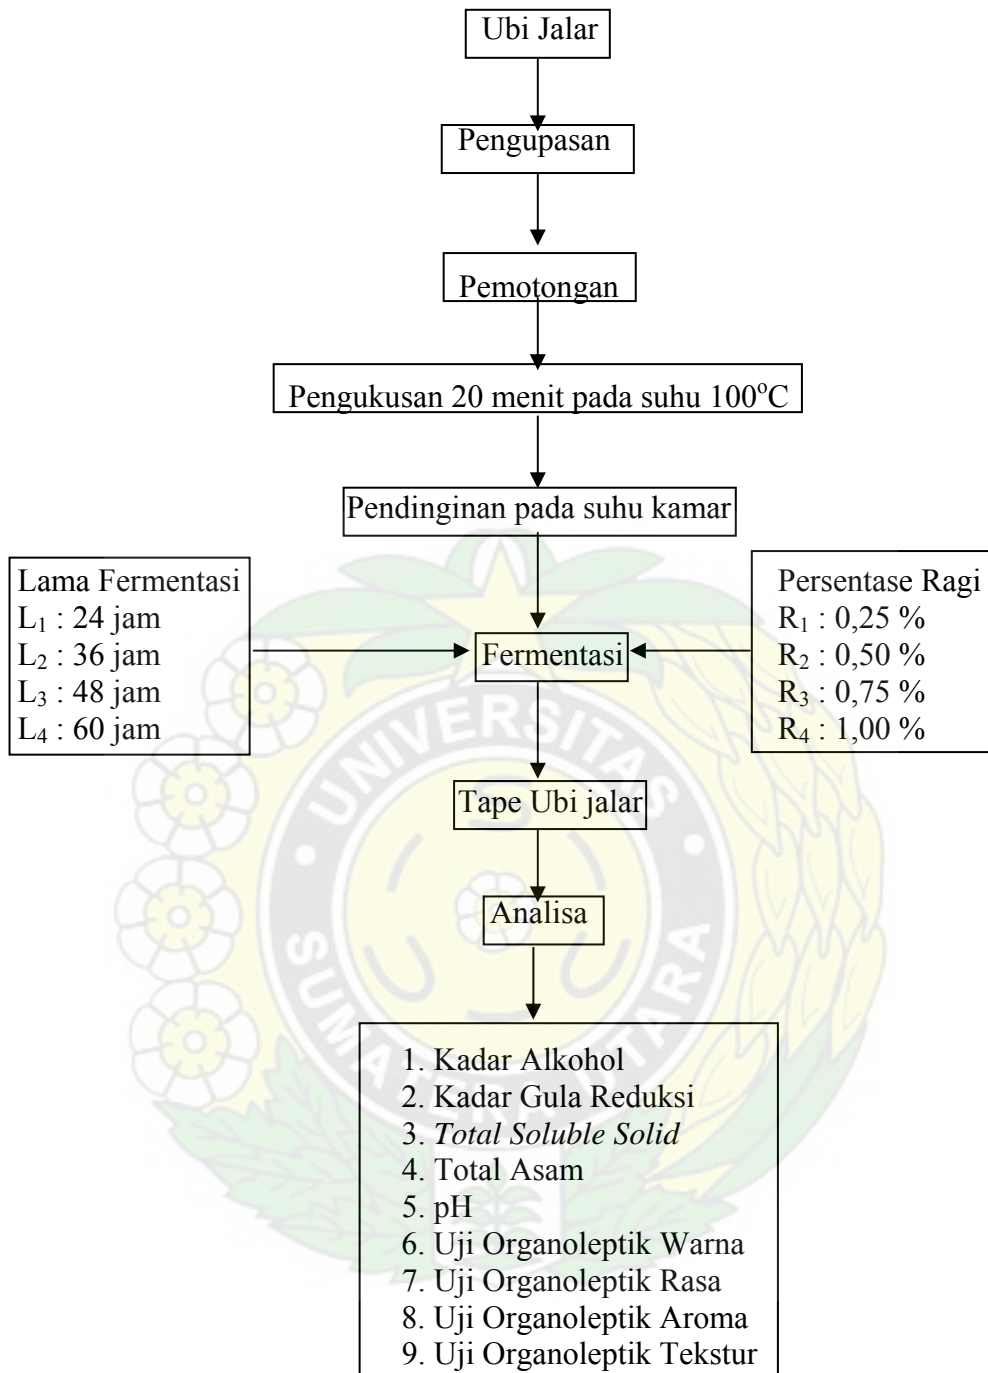 Ubi Jalar
Pengupasan
Pemotongan
Pengukusan 20 menit pada suhu 100°C
Pendinginan pada suhu kamar
Lama Fermentasi
L₁ : 24 jam
L₂ : 36 jam
L₃ : 48 jam
L₄ : 60 jam
Fermentasi
Persentase Ragi
R₁ : 0,25 %
R₂ : 0,50 %
R₃ : 0,75 %
R₄ : 1,00 %
Tape Ubi jalar
Analisa
1. Kadar Alkohol
2. Kadar Gula Reduksi
3. Total Soluble Solid
4. Total Asam
5. pH
6. Uji Organoleptik Warna
7. Uji Organoleptik Rasa
8. Uji Organoleptik Aroma
9. Uji Organoleptik Tekstur
UNIVERSITAS
SUMATERA UTARA